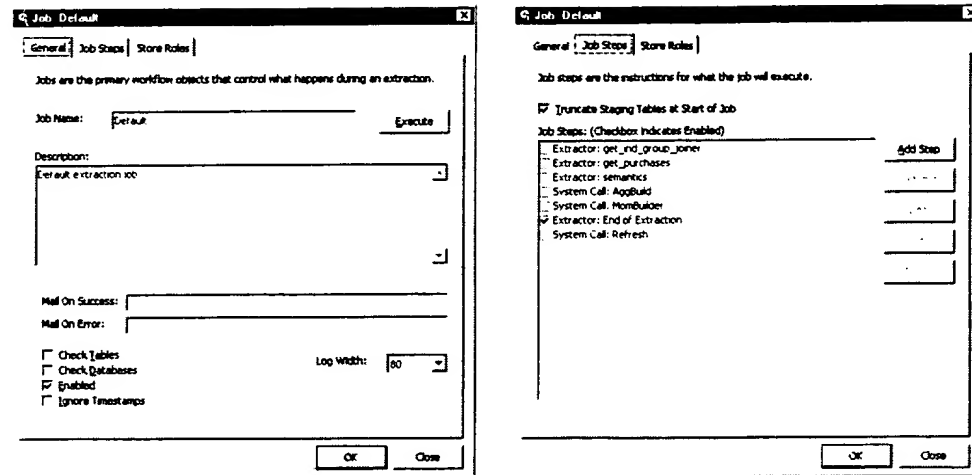 Job Default
General Job Steps Store Roles
Jobs are the primary workflow objects that control what happens during an extraction.
Job Name: Default Execute
Description:
Default extraction job
Mail On Success:
Mail On Error:
Check Tables
Check Databases
Enabled
Ignore Timestamps
Log Width: 80
OK Close
Job Default
General Job Steps Store Roles
Job steps are the instructions for what the job will execute.
Truncate Staging Tables at Start of Job
Job Steps: (Checkbox Indicates Enabled)
Extractor: get_ind_group_joiner
Extractor: get_purchases
Extractor: semantics
System Call: AggBuild
System Call: MomBuilder
Extractor: End of Extraction
System Call: Refresh
Add Step
OK Close